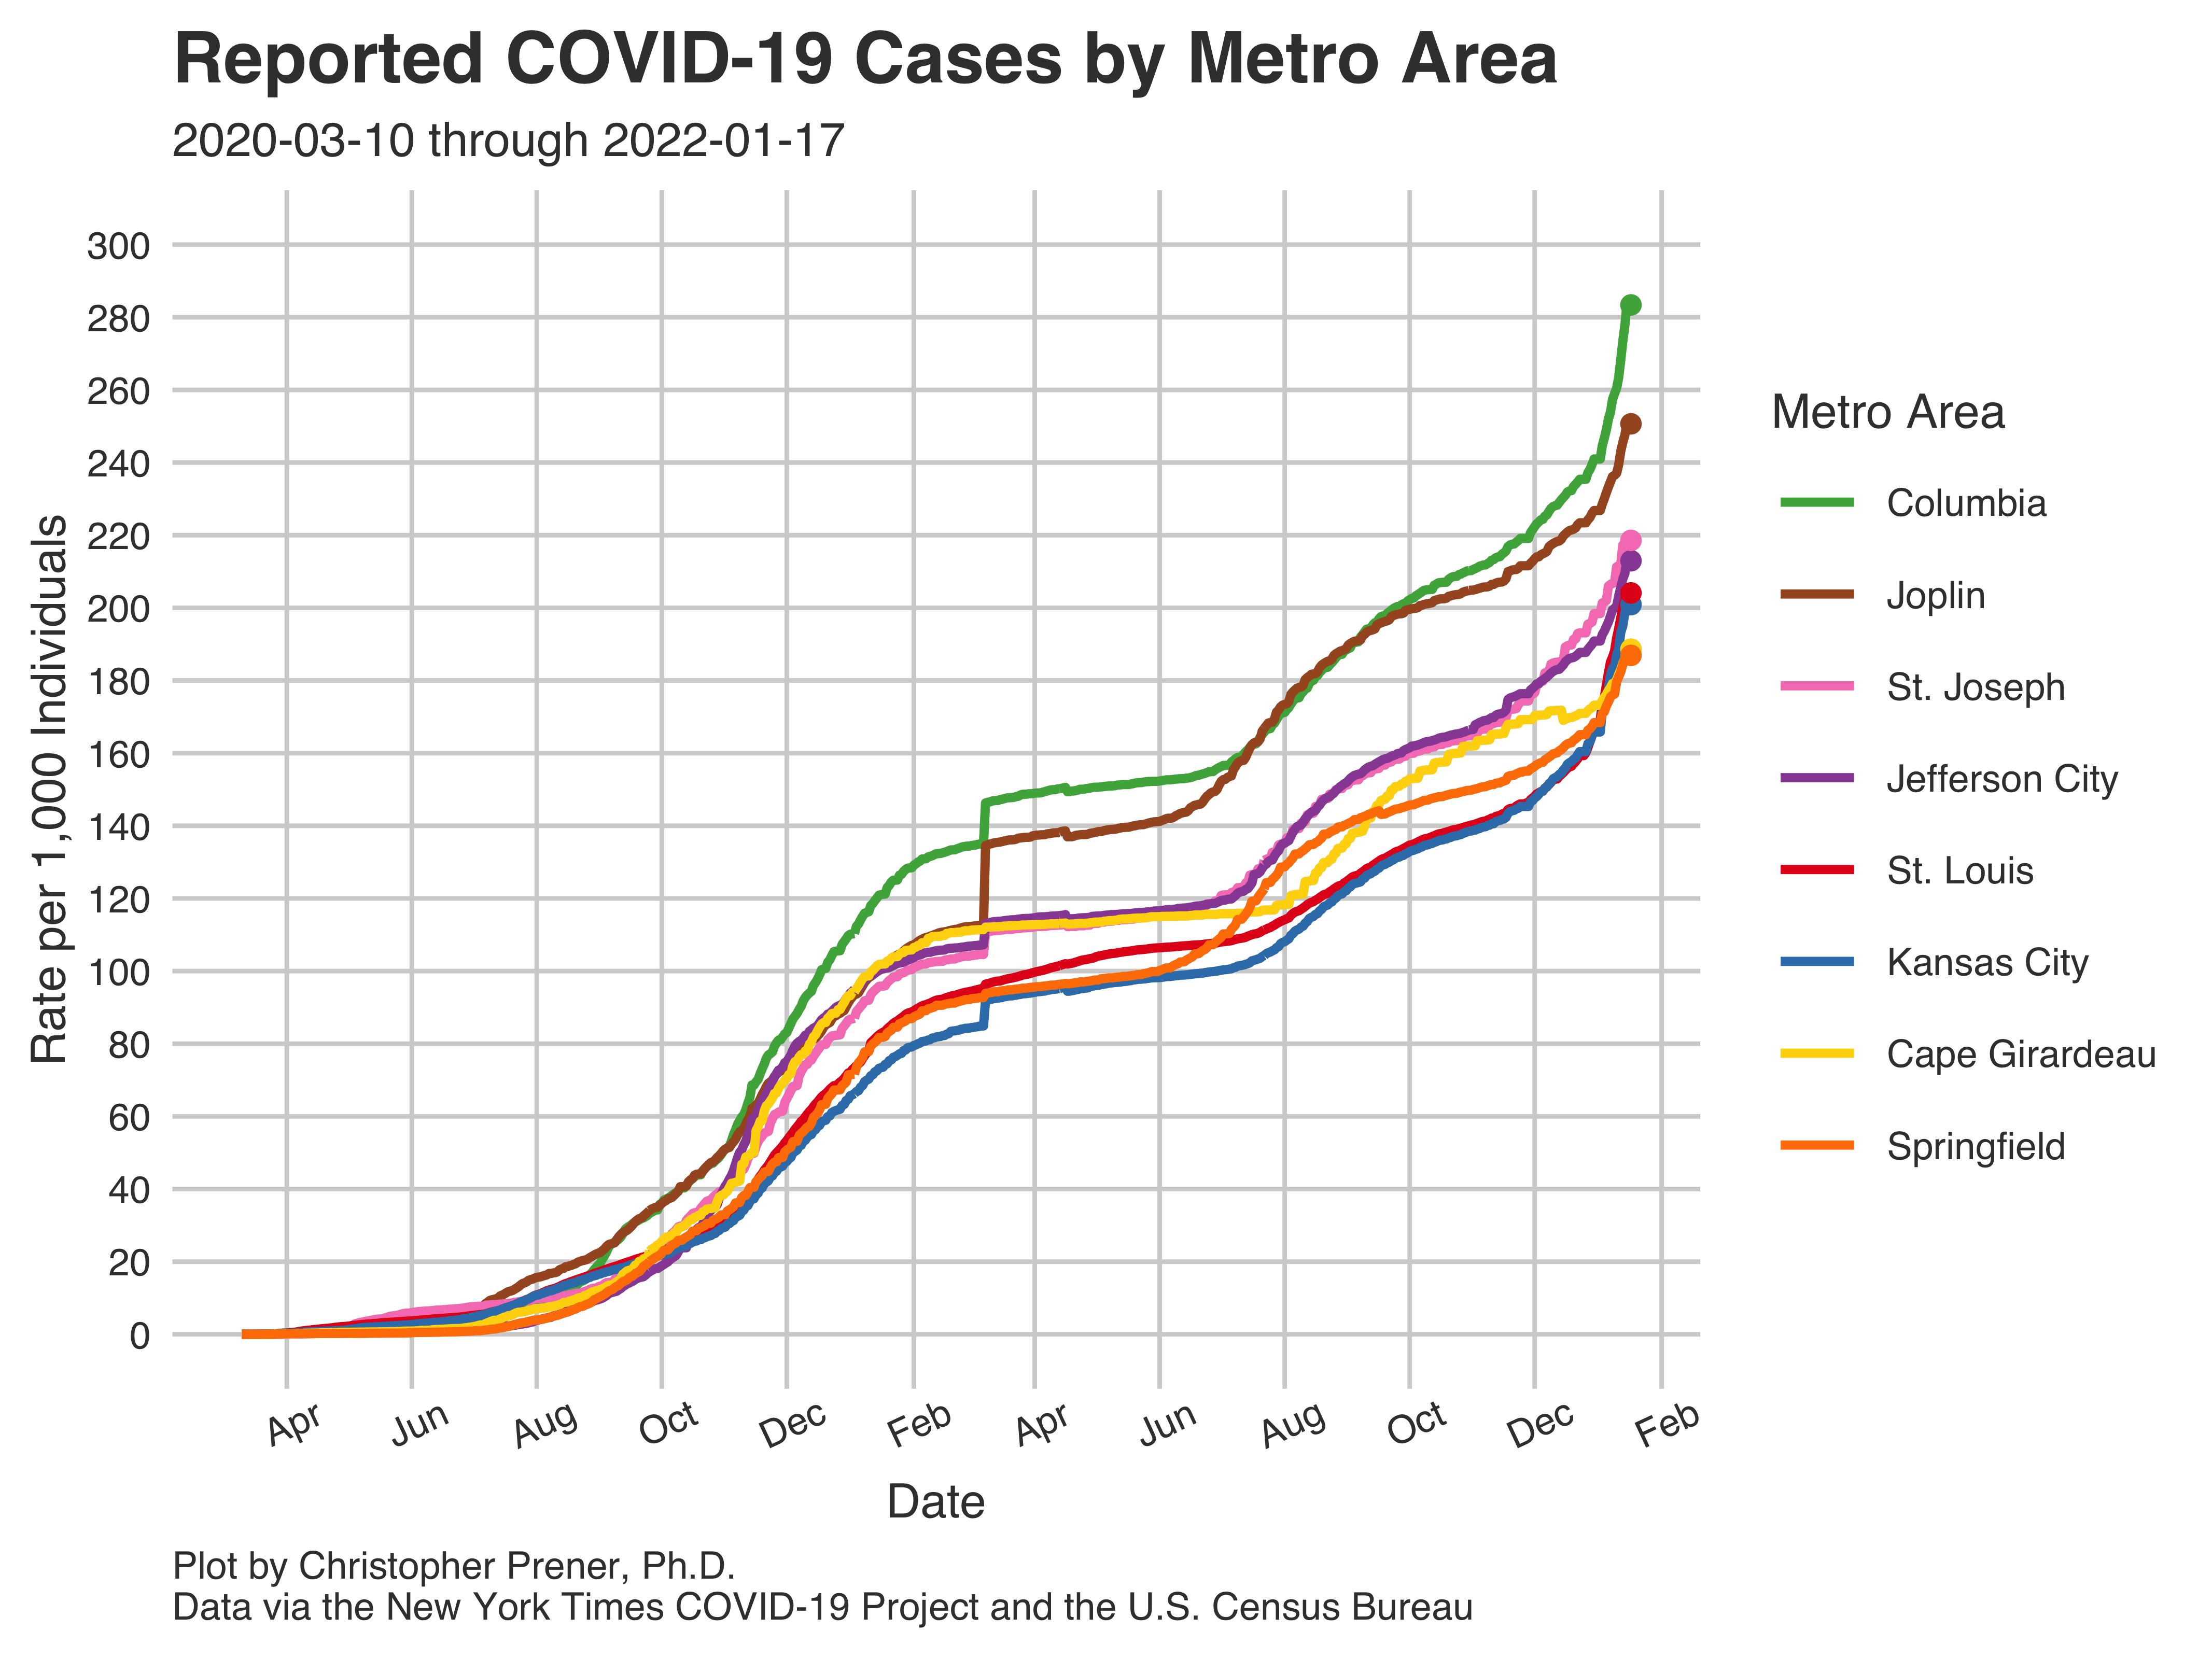 Reported COVID-19 Cases by Metro Area
2020-03-10 through 2022-01-17
Rate per 1,000 Individuals
300
280
260
240
220
200
180
160
140
120
100
80
60
40
20
0
Apr
Jun
Aug
Oct
Dec
Feb
Apr
Jun
Aug
Oct
Dec
Feb
Date
Metro Area
Columbia
Joplin
St. Joseph
Jefferson City
St. Louis
Kansas City
Cape Girardeau
Springfield
Plot by Christopher Prener, Ph.D.
Data via the New York Times COVID-19 Project and the U.S. Census Bureau